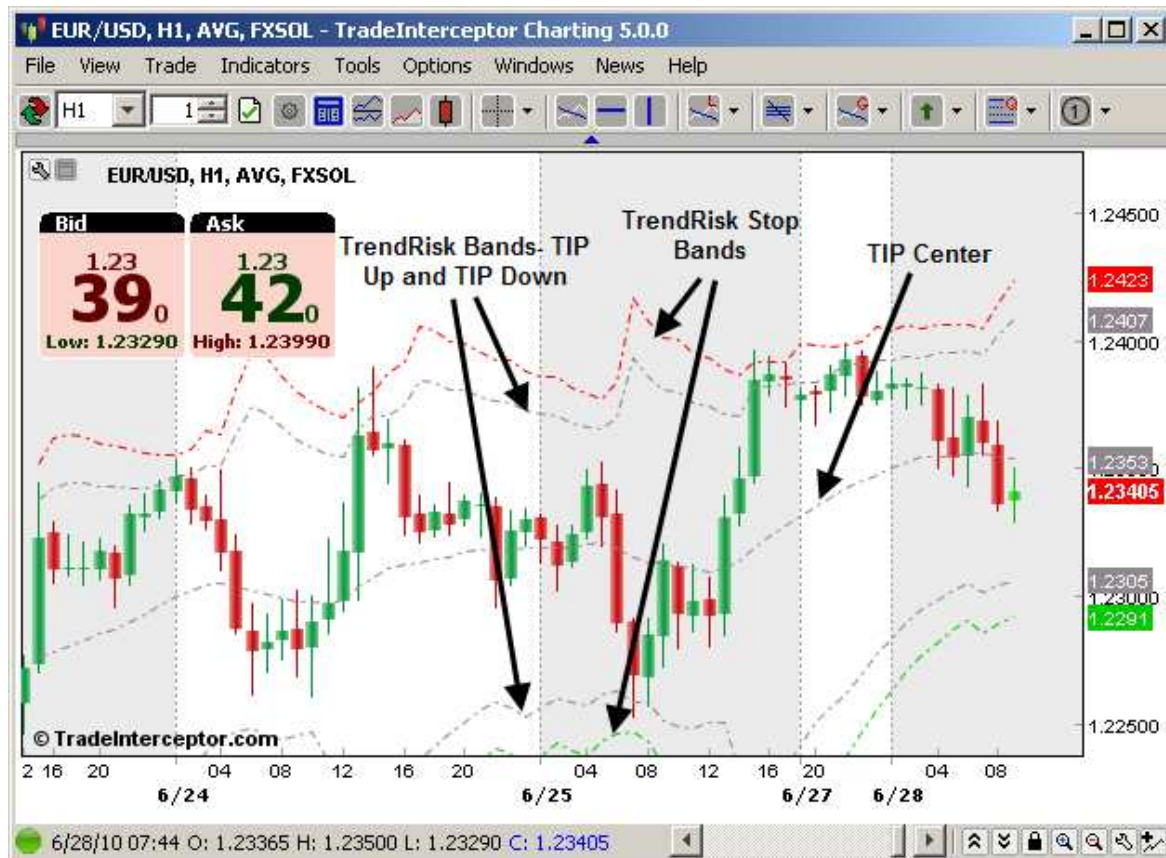 EUR/USD, H1, AVG, FXSOL - TradeInterceptor Charting 5.0.0
File View Trade Indicators Tools Options Windows News Help
H1 1 L G Q 1
EUR/USD, H1, AVG, FXSOL
Bid Ask
1.23 1.23
39 0 42 0
Low: 1.23290 High: 1.23990
TrendRisk Bands- TIP
Up and TIP Down
TrendRisk Stop
Bands
TIP Center
1.24500
1.2423
1.2407
1.24000
1.2353
1.23405
1.2305
1.23000
1.2291
1.22500
© TradeInterceptor.com
2 16 20 04 08 12 16 20 04 08 12 16 20 04 08
6/24 6/25 6/27 6/28
6/28/10 07:44 O: 1.23365 H: 1.23500 L: 1.23290 C: 1.23405